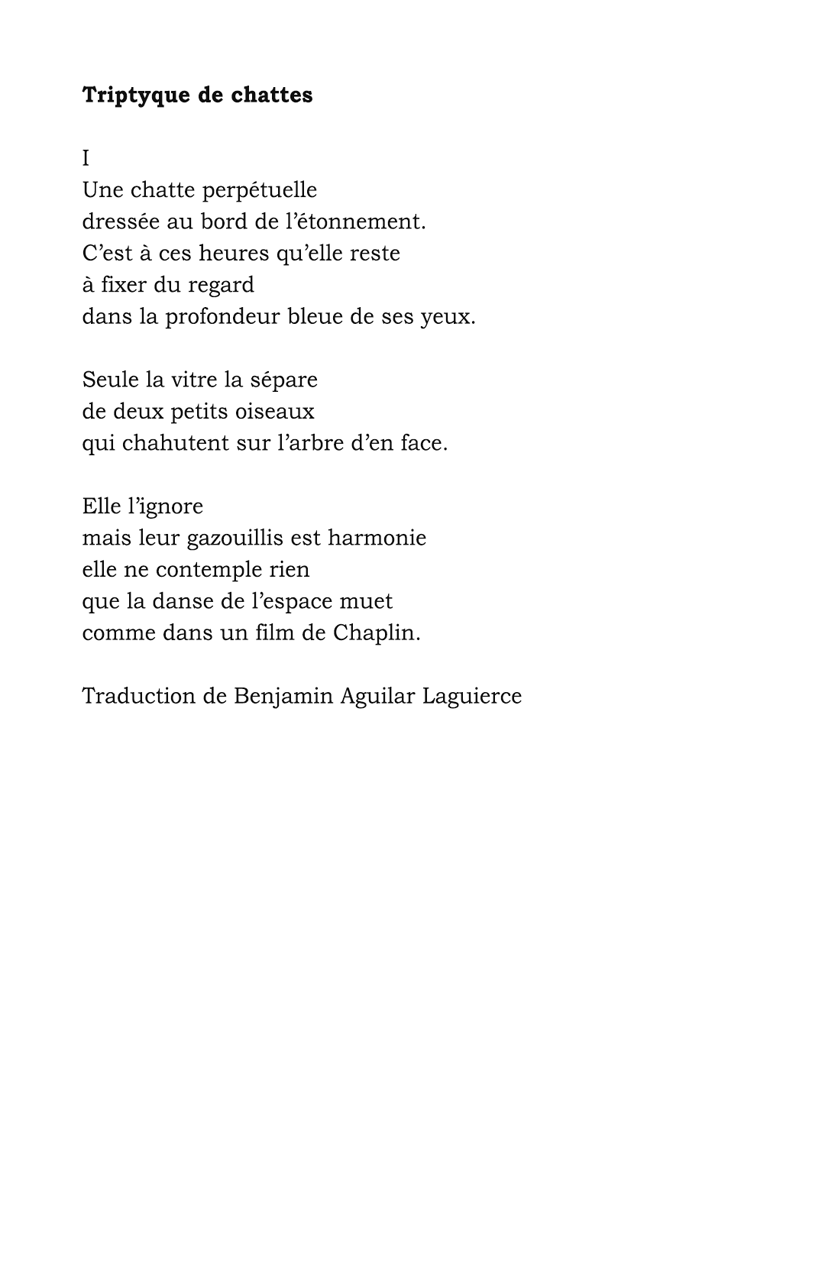 Triptyque de chattes
I
Une chatte perpétuelle
dressée au bord de l’étonnement.
C’est à ces heures qu’elle reste
à fixer du regard
dans la profondeur bleue de ses yeux.
Seule la vitre la sépare
de deux petits oiseaux
qui chahutent sur l’arbre d’en face.
Elle l’ignore
mais leur gazouillis est harmonie
elle ne contemple rien
que la danse de l’espace muet
comme dans un film de Chaplin.
Traduction de Benjamin Aguilar Laguierce